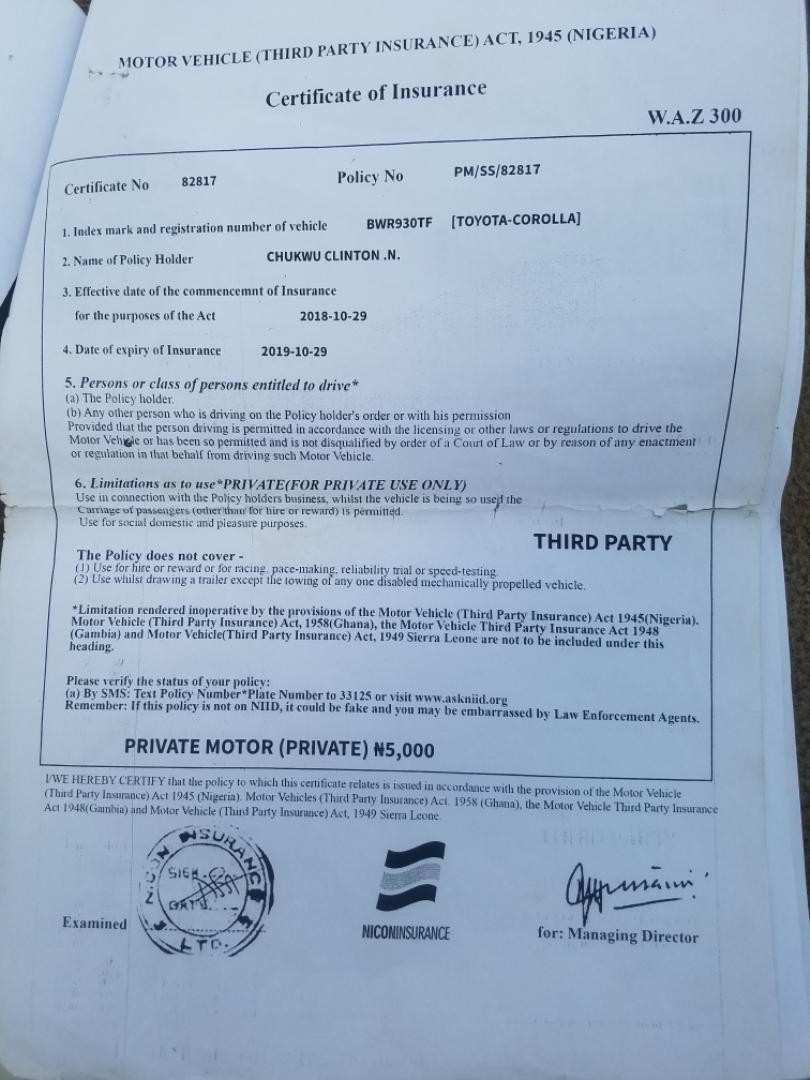 MOTOR VEHICLE (THIRD PARTY INSURANCE) ACT, 1945 (NIGERIA)
Certificate of Insurance
W.A.Z 300
Certificate No 82817 Policy No PM/SS/82817
1. Index mark and registration number of vehicle BWR930TF [TOYOTA-COROLLA]
2. Name of Policy Holder CHUKWU CLINTON .N.
3. Effective date of the commencemnt of Insurance
for the purposes of the Act 2018-10-29
4. Date of expiry of Insurance 2019-10-29
5. Persons or class of persons entitled to drive*
(a) The Policy holder.
(b) Any other person who is driving on the Policy holder's order or with his permission
Provided that the person driving is permitted in accordance with the licensing or other laws or regulations to drive the
Motor Vehicle or has been so permitted and is not disqualified by order of a Court of Law or by reason of any enactment
or regulation in that behalf from driving such Motor Vehicle.
6. Limitations as to use*PRIVATE(FOR PRIVATE USE ONLY)
Use in connection with the Policy holders business, whilst the vehicle is being so used the
Carriage of passengers (other than for hire or reward) is permitted.
Use for social domestic and pleasure purposes.
THIRD PARTY
The Policy does not cover -
(1) Use for hire or reward or for racing, pace-making, reliability trial or speed-testing.
(2) Use whilst drawing a trailer except the towing of any one disabled mechanically propelled vehicle.
*Limitation rendered inoperative by the provisions of the Motor Vehicle (Third Party Insurance) Act 1945(Nigeria).
Motor Vehicle (Third Party Insurance) Act, 1958(Ghana), the Motor Vehicle Third Party Insurance Act 1948
(Gambia) and Motor Vehicle(Third Party Insurance) Act, 1949 Sierra Leone are not to be included under this
heading.
Please verify the status of your policy:
(a) By SMS: Text Policy Number*Plate Number to 33125 or visit www.askniid.org
Remember: If this policy is not on NIID, it could be fake and you may be embarrassed by Law Enforcement Agents.
PRIVATE MOTOR (PRIVATE) ₦5,000
I/WE HEREBY CERTIFY that the policy to which this certificate relates is issued in accordance with the provision of the Motor Vehicle
(Third Party Insurance) Act 1945 (Nigeria). Motor Vehicles (Third Party Insurance) Act. 1958 (Ghana), the Motor Vehicle Third Party Insurance
Act 1948(Gambia) and Motor Vehicle (Third Party Insurance) Act, 1949 Sierra Leone.
NICON INSURANCE
LTD.
SIGN
DATE
Examined
NICONINSURANCE
for: Managing Director